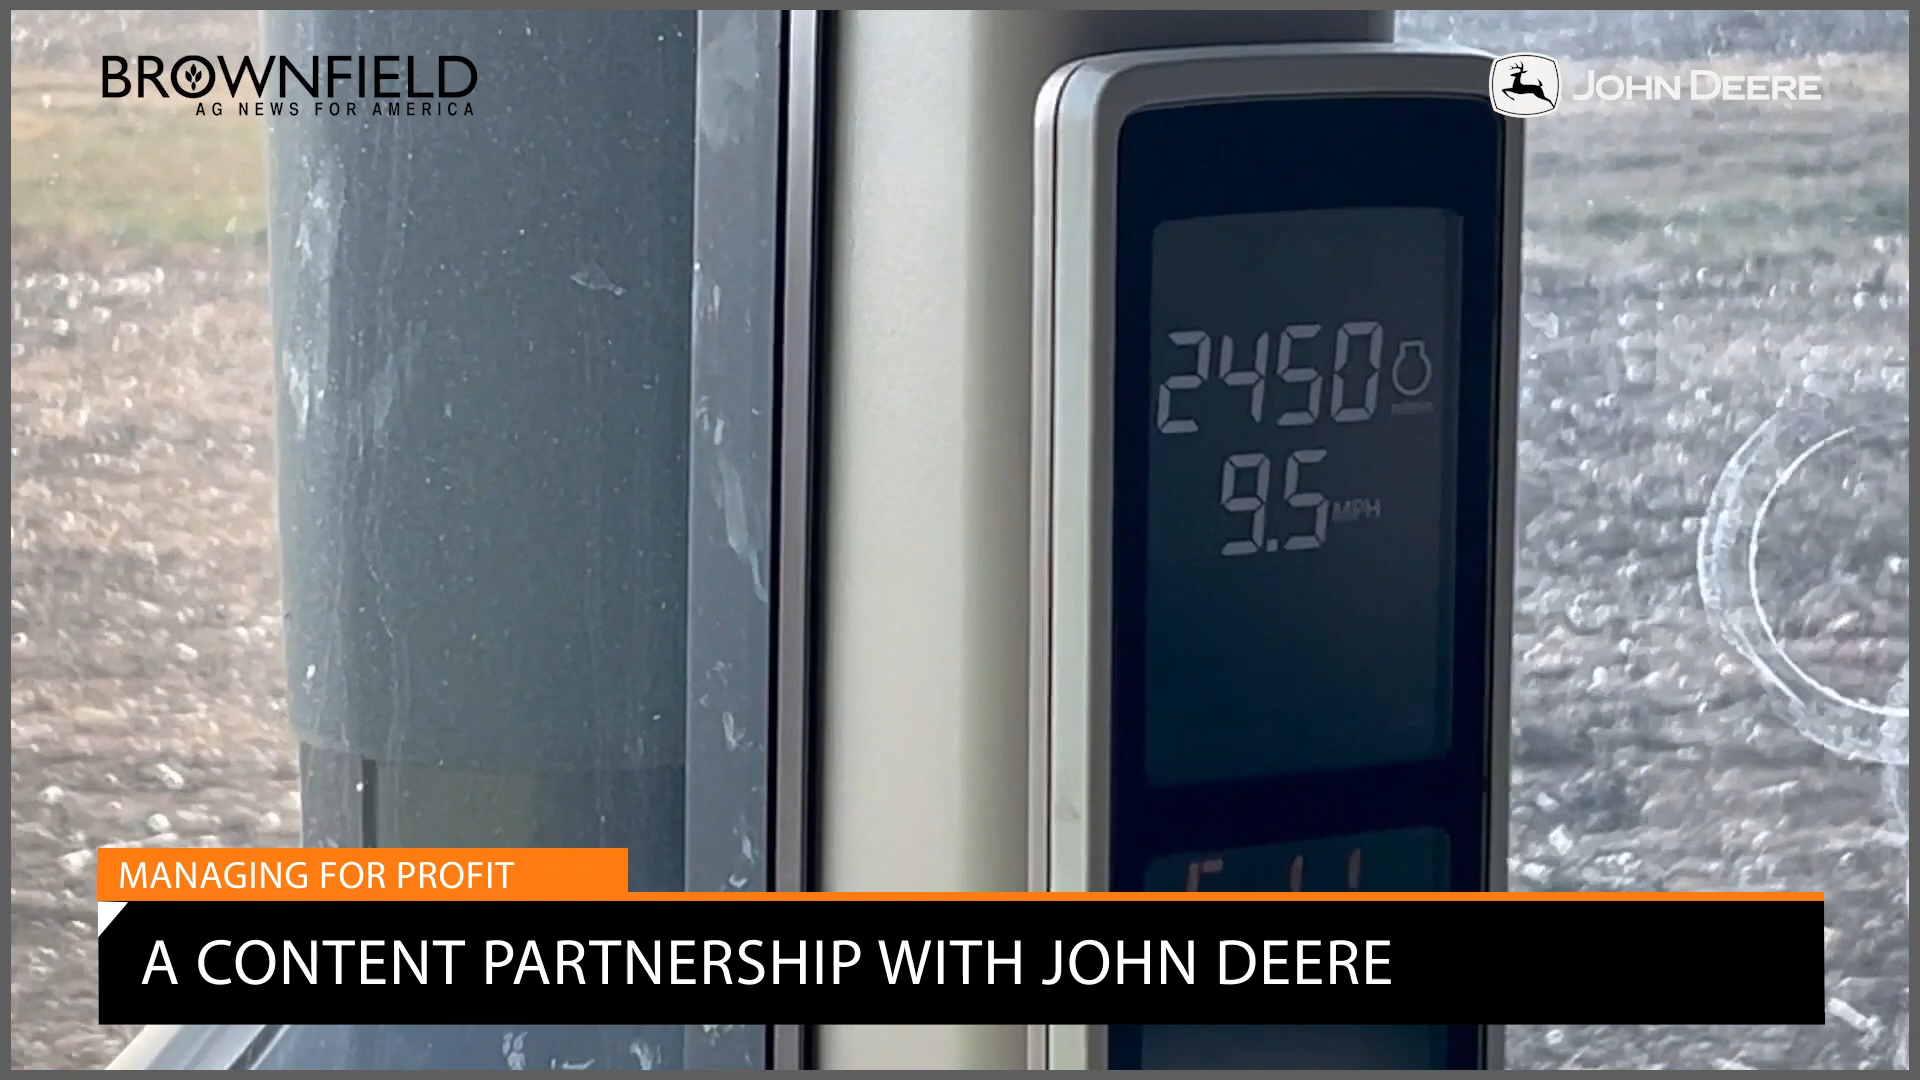 BROWNFIELD
AG NEWS FOR AMERICA
JOHN DEERE
2450
9.5 MPH
MANAGING FOR PROFIT
A CONTENT PARTNERSHIP WITH JOHN DEERE